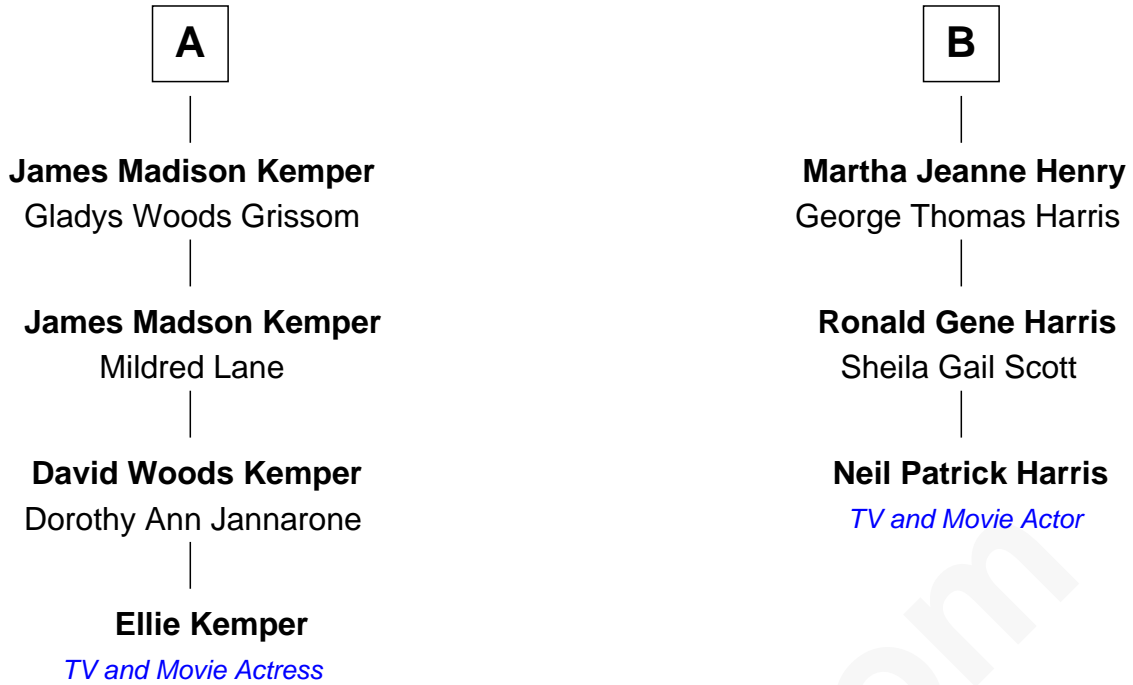 A
James Madison Kemper
Gladys Woods Grissom
James Madson Kemper
Mildred Lane
David Woods Kemper
Dorothy Ann Jannarone
Ellie Kemper
TV and Movie Actress
B
Martha Jeanne Henry
George Thomas Harris
Ronald Gene Harris
Sheila Gail Scott
Neil Patrick Harris
TV and Movie Actor
om